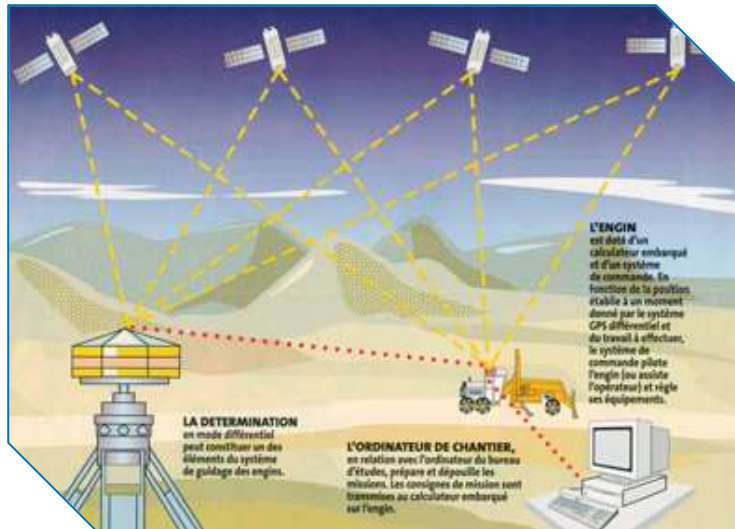 L'ENGIN
est doté d'un
calculateur embarqué
et d'un système
de commande. En
fonction de la position
établie à un moment
donné par le système
GPS différentiel et
du travail à effectuer,
le système de
commande pilote
l'engin (ou assiste
l'opérateur) et règle
ses équipements.
LA DETERMINATION
en mode différentiel
peut constituer un des
éléments du système
de guidage des engins.
L'ORDINATEUR DE CHANTIER,
en relation avec l'ordinateur du bureau
d'études, prépare et dépouille les
missions. Les consignes de mission sont
transmises au calculateur embarqué
sur l'engin.